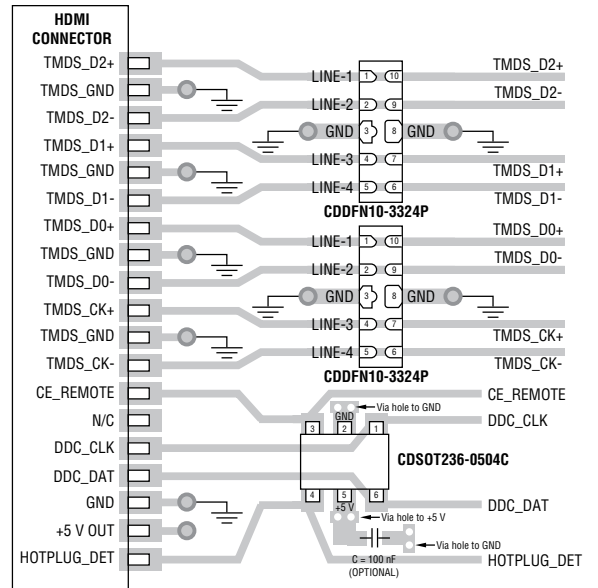 HDMI
CONNECTOR
TMDS_D2+
TMDS_GND
TMDS_D2-
TMDS_D1+
TMDS_GND
TMDS_D1-
TMDS_D0+
TMDS_GND
TMDS_D0-
TMDS_CK+
TMDS_GND
TMDS_CK-
CE_REMOTE
N/C
DDC_CLK
DDC_DAT
GND
+5 V OUT
HOTPLUG_DET
LINE-1 1 10 TMDS_D2+
LINE-2 2 9 TMDS_D2-
GND 3 8 GND
LINE-3 4 7 TMDS_D1+
LINE-4 5 6 TMDS_D1-
CDDFN10-3324P
LINE-1 1 10 TMDS_D0+
LINE-2 2 9 TMDS_D0-
GND 3 8 GND
LINE-3 4 7 TMDS_CK+
LINE-4 5 6 TMDS_CK-
CDDFN10-3324P
CE_REMOTE
Via hole to GND
GND
DDC_CLK
3 2 1
CDSOT236-0504C
4 5 6
+5 V
DDC_DAT
Via hole to +5 V
Via hole to GND
C = 100 nF
(OPTIONAL)
HOTPLUG_DET